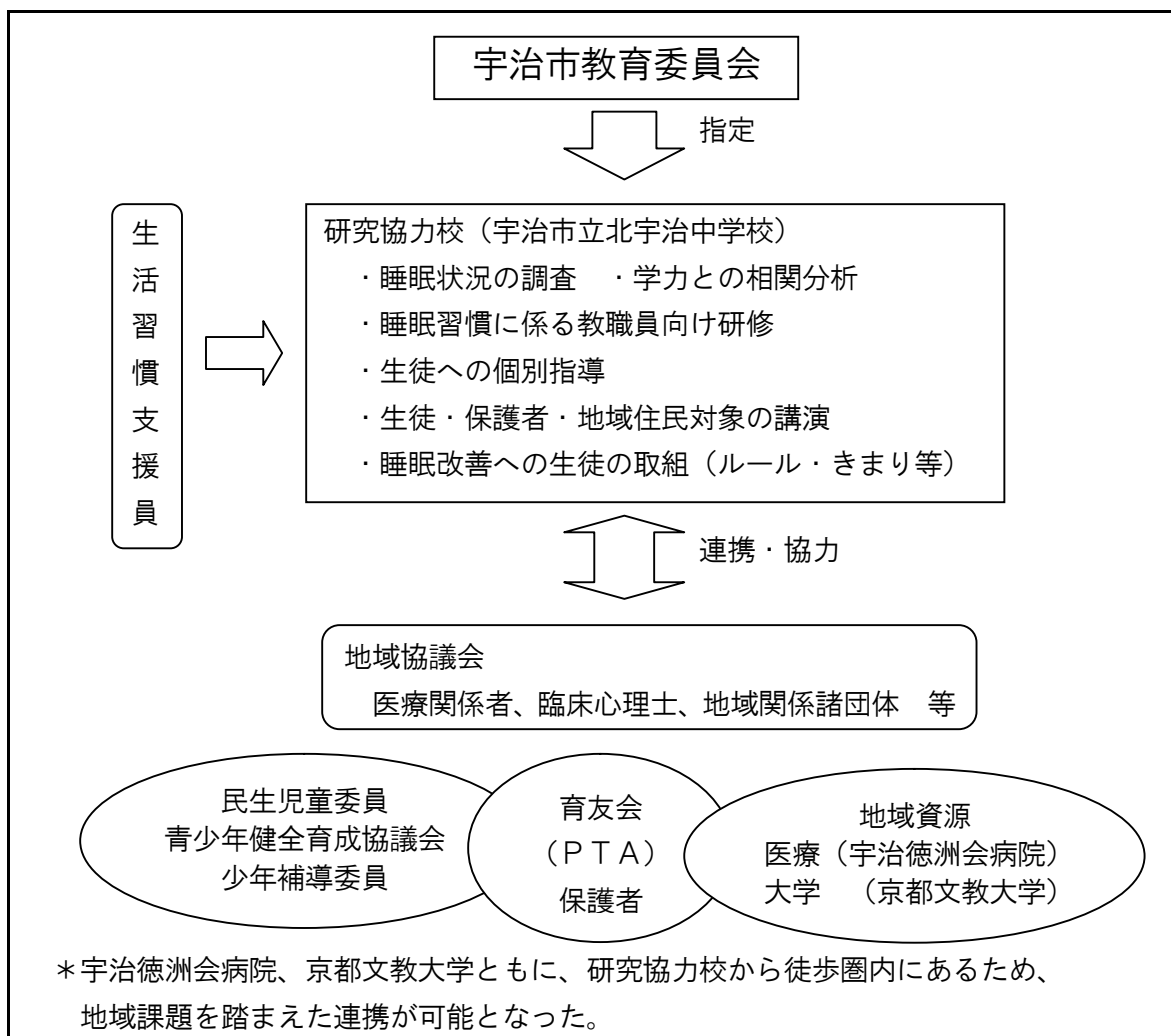 宇治市教育委員会
指定
生活習慣支援員
研究協力校（宇治市立北宇治中学校）
・睡眠状況の調査　・学力との相関分析
・睡眠習慣に係る教職員向け研修
・生徒への個別指導
・生徒・保護者・地域住民対象の講演
・睡眠改善への生徒の取組（ルール・きまり等）
連携・協力
地域協議会
医療関係者、臨床心理士、地域関係諸団体　等
民生児童委員
青少年健全育成協議会
少年補導委員
育友会
（ＰＴＡ）
保護者
地域資源
医療（宇治徳洲会病院）
大学　（京都文教大学）
＊宇治徳洲会病院、京都文教大学ともに、研究協力校から徒歩圏内にあるため、
地域課題を踏まえた連携が可能となった。